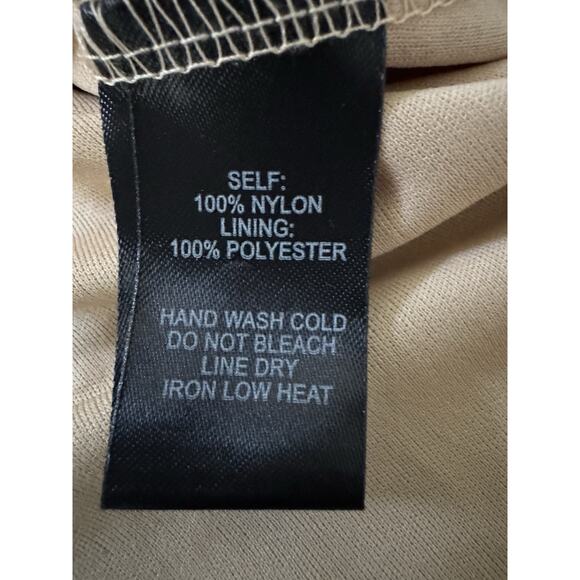 SELF:
100% NYLON
LINING:
100% POLYESTER
HAND WASH COLD
DO NOT BLEACH
LINE DRY
IRON LOW HEAT